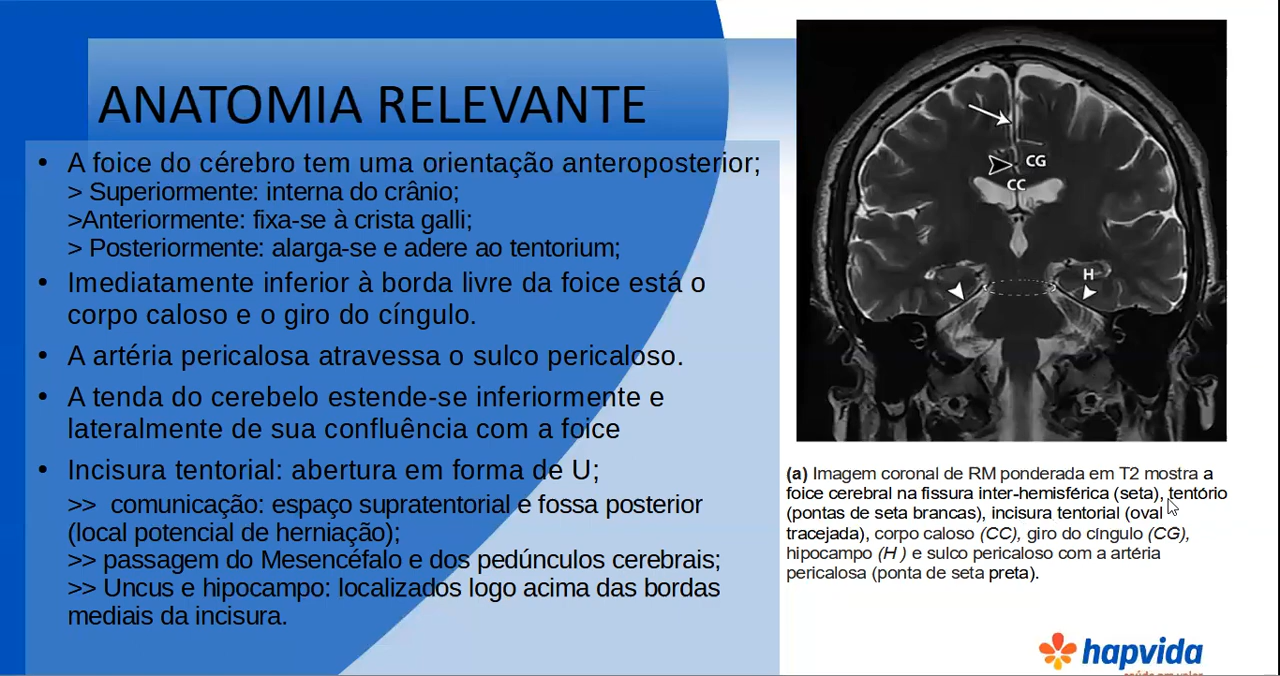 ANATOMIA RELEVANTE
• A foice do cérebro tem uma orientação anteroposterior;
> Superiormente: interna do crânio;
>Anteriormente: fixa-se à crista galli;
> Posteriormente: alarga-se e adere ao tentorium;
• Imediatamente inferior à borda livre da foice está o
corpo caloso e o giro do cíngulo.
• A artéria pericalosa atravessa o sulco pericaloso.
• A tenda do cerebelo estende-se inferiormente e
lateralmente de sua confluência com a foice
• Incisura tentorial: abertura em forma de U;
>> comunicação: espaço supratentorial e fossa posterior
(local potencial de herniação);
>> passagem do Mesencéfalo e dos pedúnculos cerebrais;
>> Uncus e hipocampo: localizados logo acima das bordas
mediais da incisura.
CG
CC
H
(a) Imagem coronal de RM ponderada em T2 mostra a
foice cerebral na fissura inter-hemisférica (seta), tentório
(pontas de seta brancas), incisura tentorial (oval
tracejada), corpo caloso (CC), giro do cíngulo (CG),
hipocampo (H ) e sulco pericaloso com a artéria
pericalosa (ponta de seta preta).
hapvida